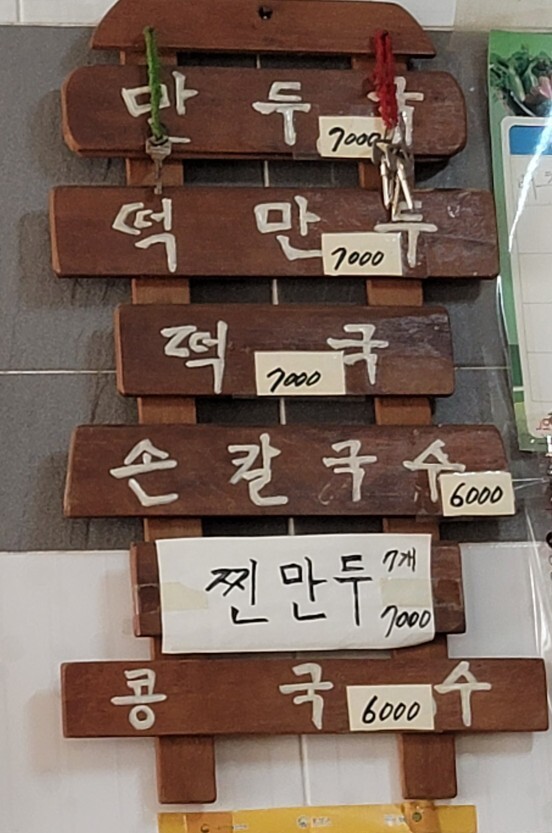 만 두 국
7000
떡 만 두
7000
떡 국
7000
손 칼 국 수
6000
찐만두 7개
7000
콩 국 수
6000